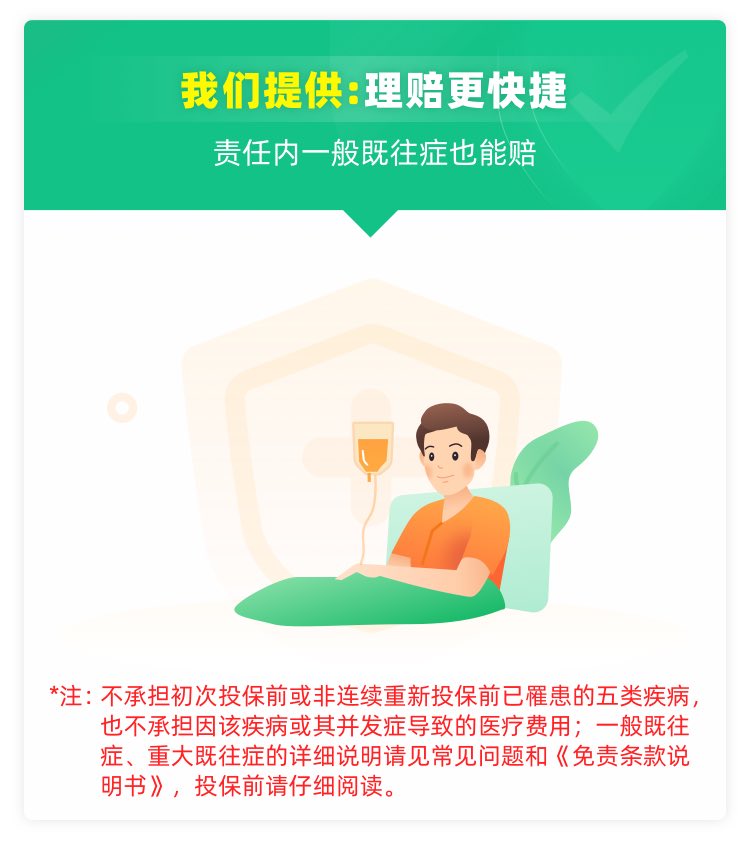 我们提供:理赔更快捷
责任内一般既往症也能赔
*注：不承担初次投保前或非连续重新投保前已罹患的五类疾病，
也不承担因该疾病或其并发症导致的医疗费用；一般既往
症、重大既往症的详细说明请见常见问题和《免责条款说
明书》，投保前请仔细阅读。